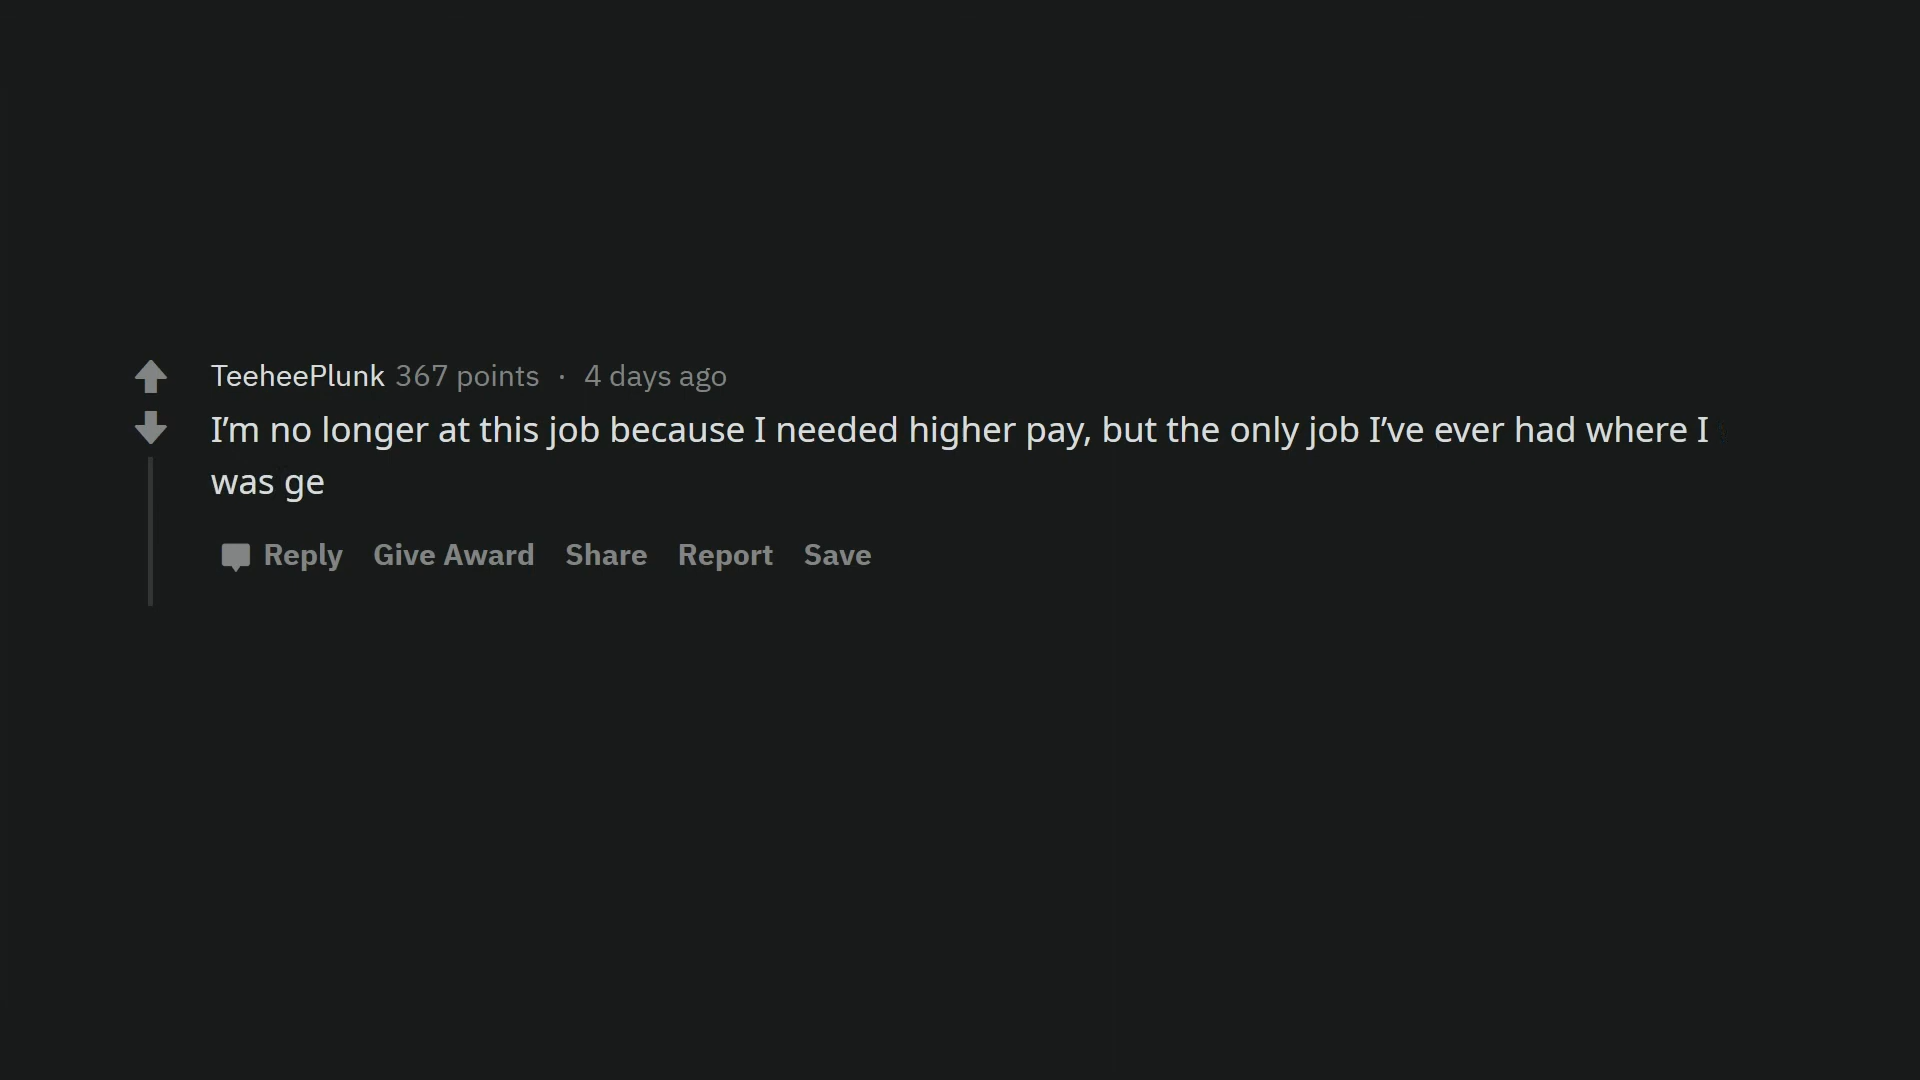 TeeheePlunk 367 points · 4 days ago
I’m no longer at this job because I needed higher pay, but the only job I’ve ever had where I
was ge
Reply Give Award Share Report Save